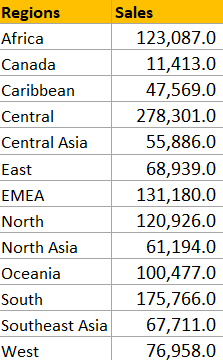 Regions Sales
Africa 123,087.0
Canada 11,413.0
Caribbean 47,569.0
Central 278,301.0
Central Asia 55,886.0
East 68,939.0
EMEA 131,180.0
North 120,926.0
North Asia 61,194.0
Oceania 100,477.0
South 175,766.0
Southeast Asia 67,711.0
West 76,958.0